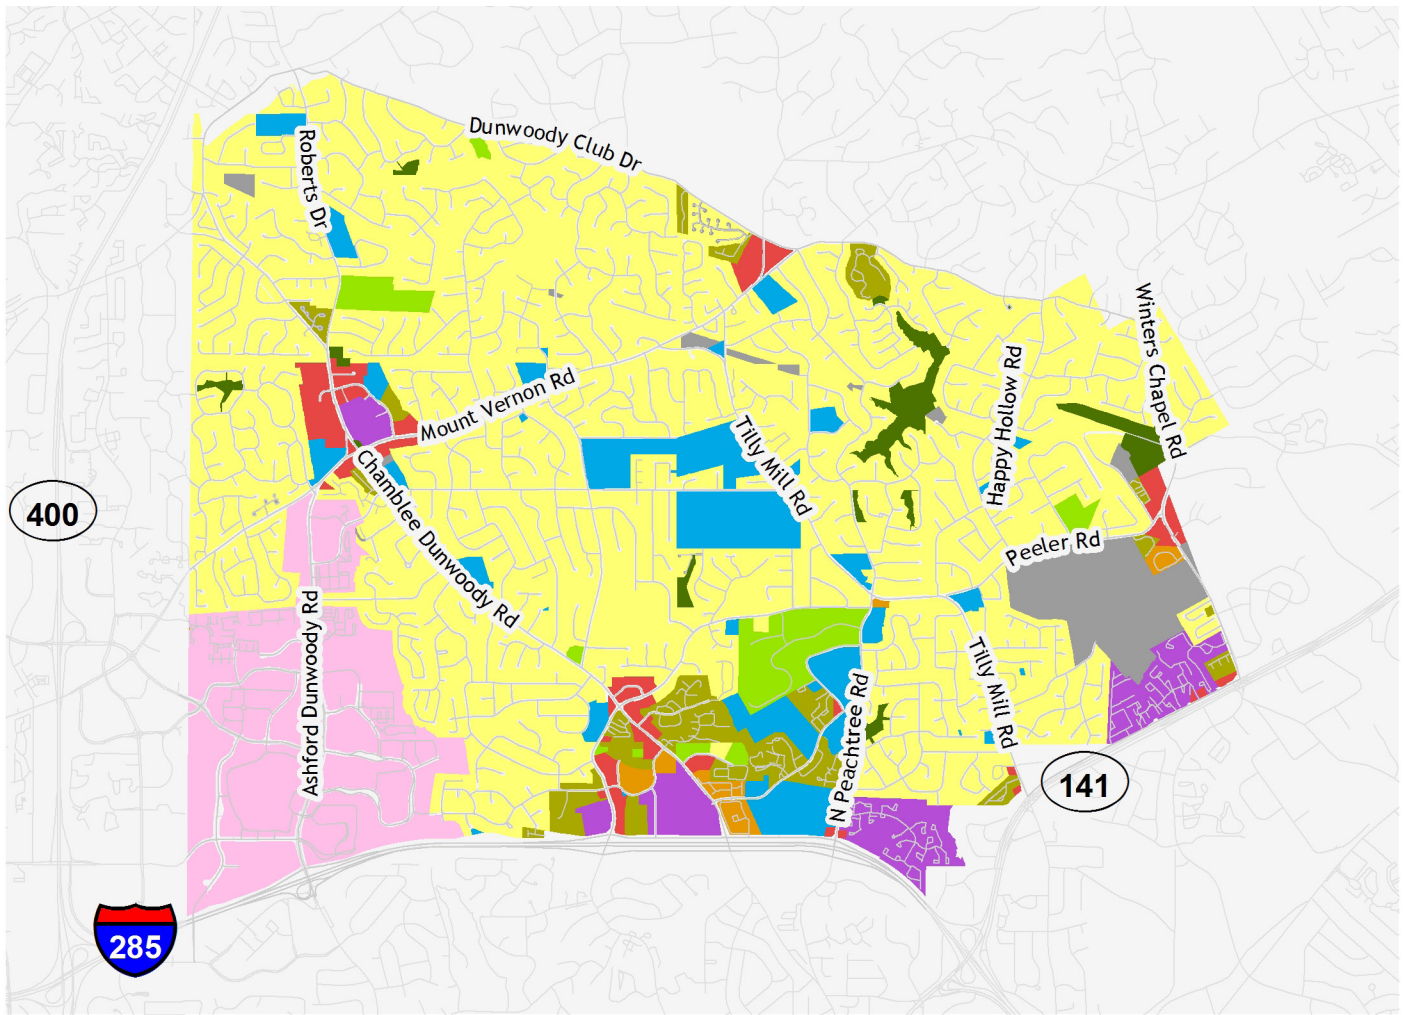 Dunwoody Club Dr
Roberts Dr
Winters Chapel Rd
Mount Vernon Rd
Happy Hollow Rd
Tilly Mill Rd
400
Chamblee Dunwoody Rd
Peeler Rd
Ashford Dunwoody Rd
Tilly Mill Rd
N Peachtree Rd
141
285